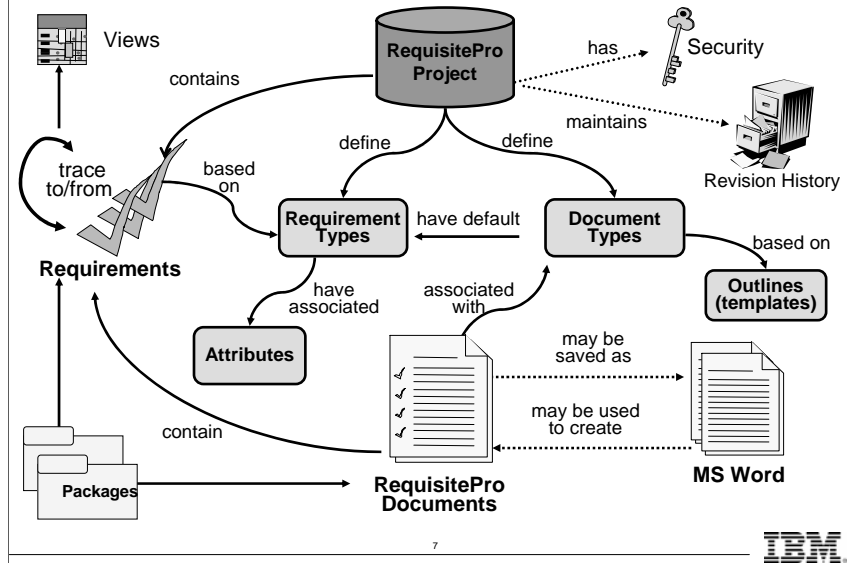 Views
RequisitePro
Project
has
Security
contains
maintains
define
define
trace
to/from
based
on
Revision History
Requirement
Types
have default
Document
Types
based on
Requirements
have
associated
associated
with
Outlines
(templates)
Attributes
may be
saved as
may be used
to create
contain
Packages
RequisitePro
Documents
MS Word
7
IBM.